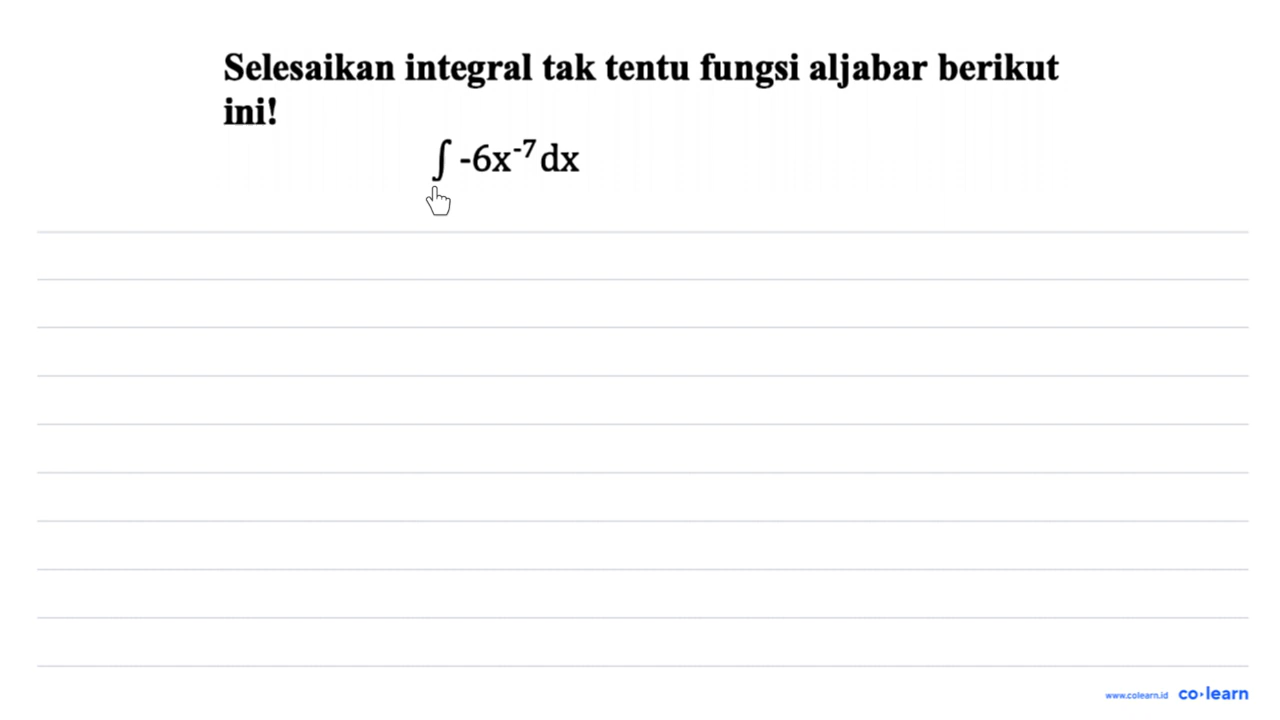 Selesaikan integral tak tentu fungsi aljabar berikut
ini!
∫ -6x⁻⁷ dx
www.colearn.id co·learn